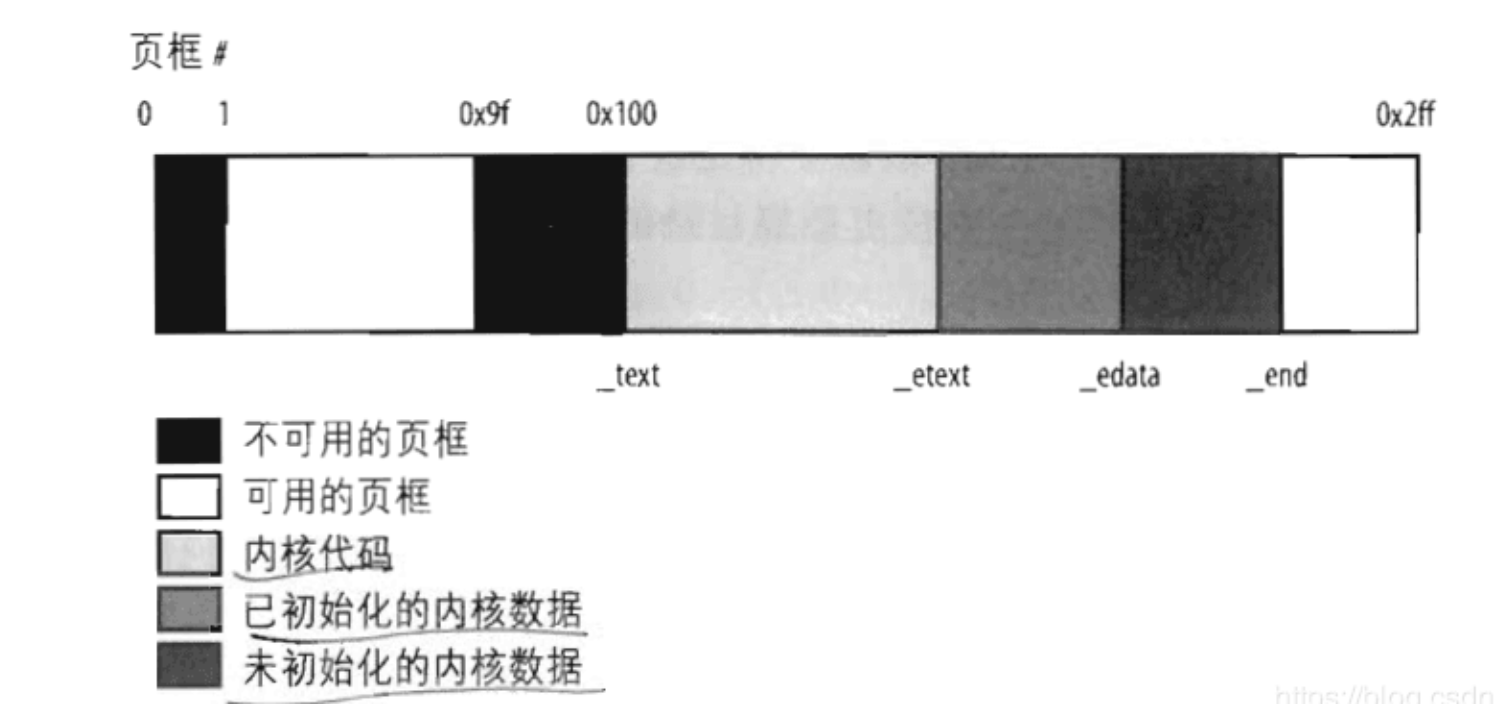 页框 #
0 1 0x9f 0x100 0x2ff
_text _etext _edata _end
不可用的页框
可用的页框
内核代码
已初始化的内核数据
未初始化的内核数据
https://blog.csdn